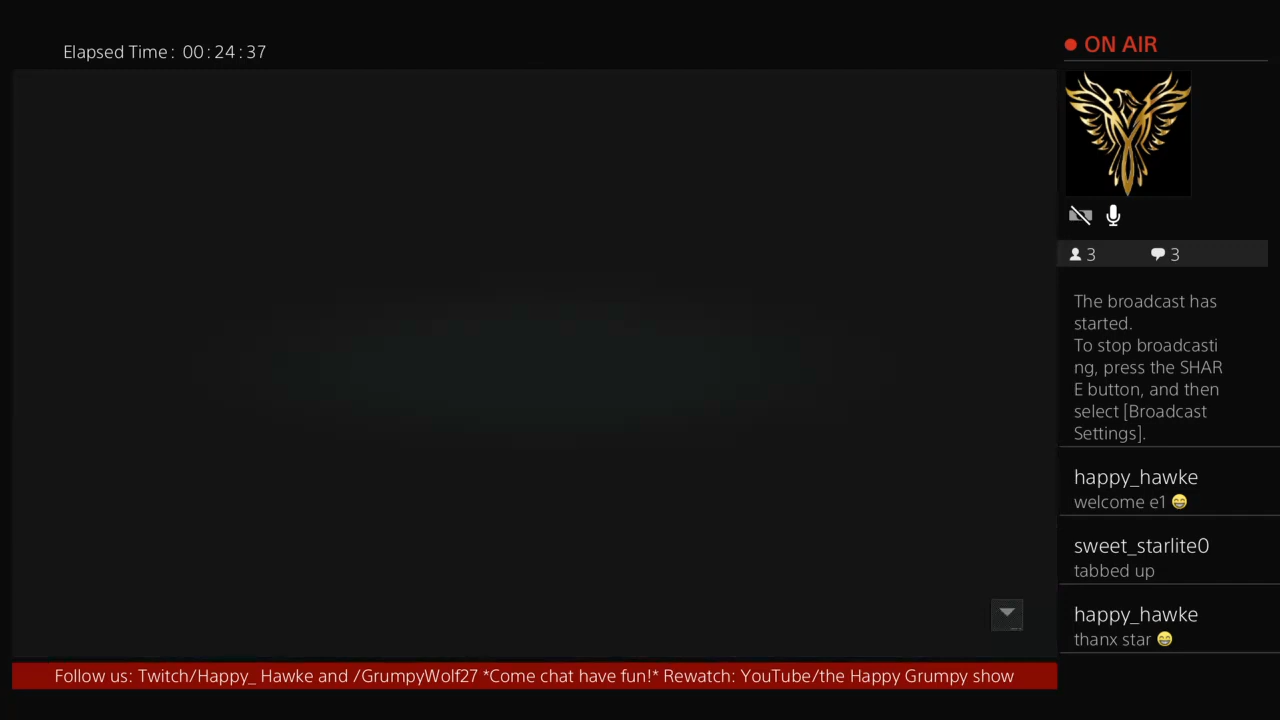 Elapsed Time: 00:24:37
ON AIR
3 3
The broadcast has
started.
To stop broadcasti
ng, press the SHAR
E button, and then
select [Broadcast
Settings].
happy_hawke
welcome e1 😁
sweet_starlite0
tabbed up
happy_hawke
thanx star 😁
Follow us: Twitch/Happy_ Hawke and /GrumpyWolf27 *Come chat have fun!* Rewatch: YouTube/the Happy Grumpy show